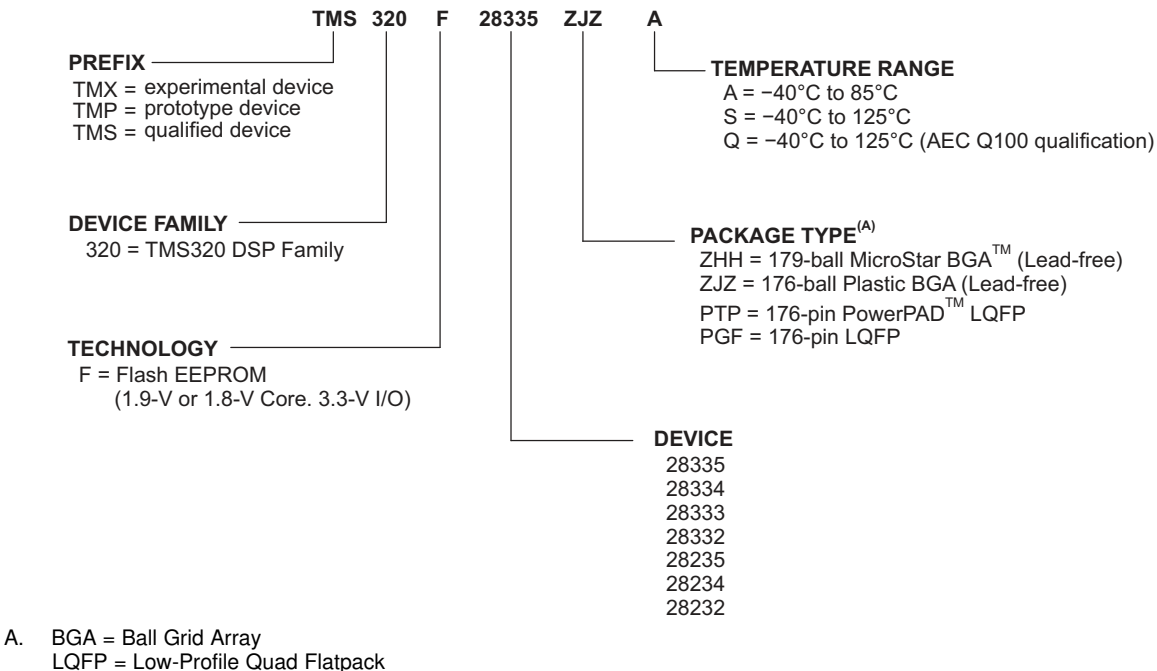 TMS 320 F 28335 ZJZ A
PREFIX
TMX = experimental device
TMP = prototype device
TMS = qualified device
TEMPERATURE RANGE
A = −40°C to 85°C
S = −40°C to 125°C
Q = −40°C to 125°C (AEC Q100 qualification)
DEVICE FAMILY
320 = TMS320 DSP Family
PACKAGE TYPE(A)
ZHH = 179-ball MicroStar BGA™ (Lead-free)
ZJZ = 176-ball Plastic BGA (Lead-free)
PTP = 176-pin PowerPAD™ LQFP
PGF = 176-pin LQFP
TECHNOLOGY
F = Flash EEPROM
(1.9-V or 1.8-V Core. 3.3-V I/O)
DEVICE
28335
28334
28333
28332
28235
28234
28232
A. BGA = Ball Grid Array
LQFP = Low-Profile Quad Flatpack